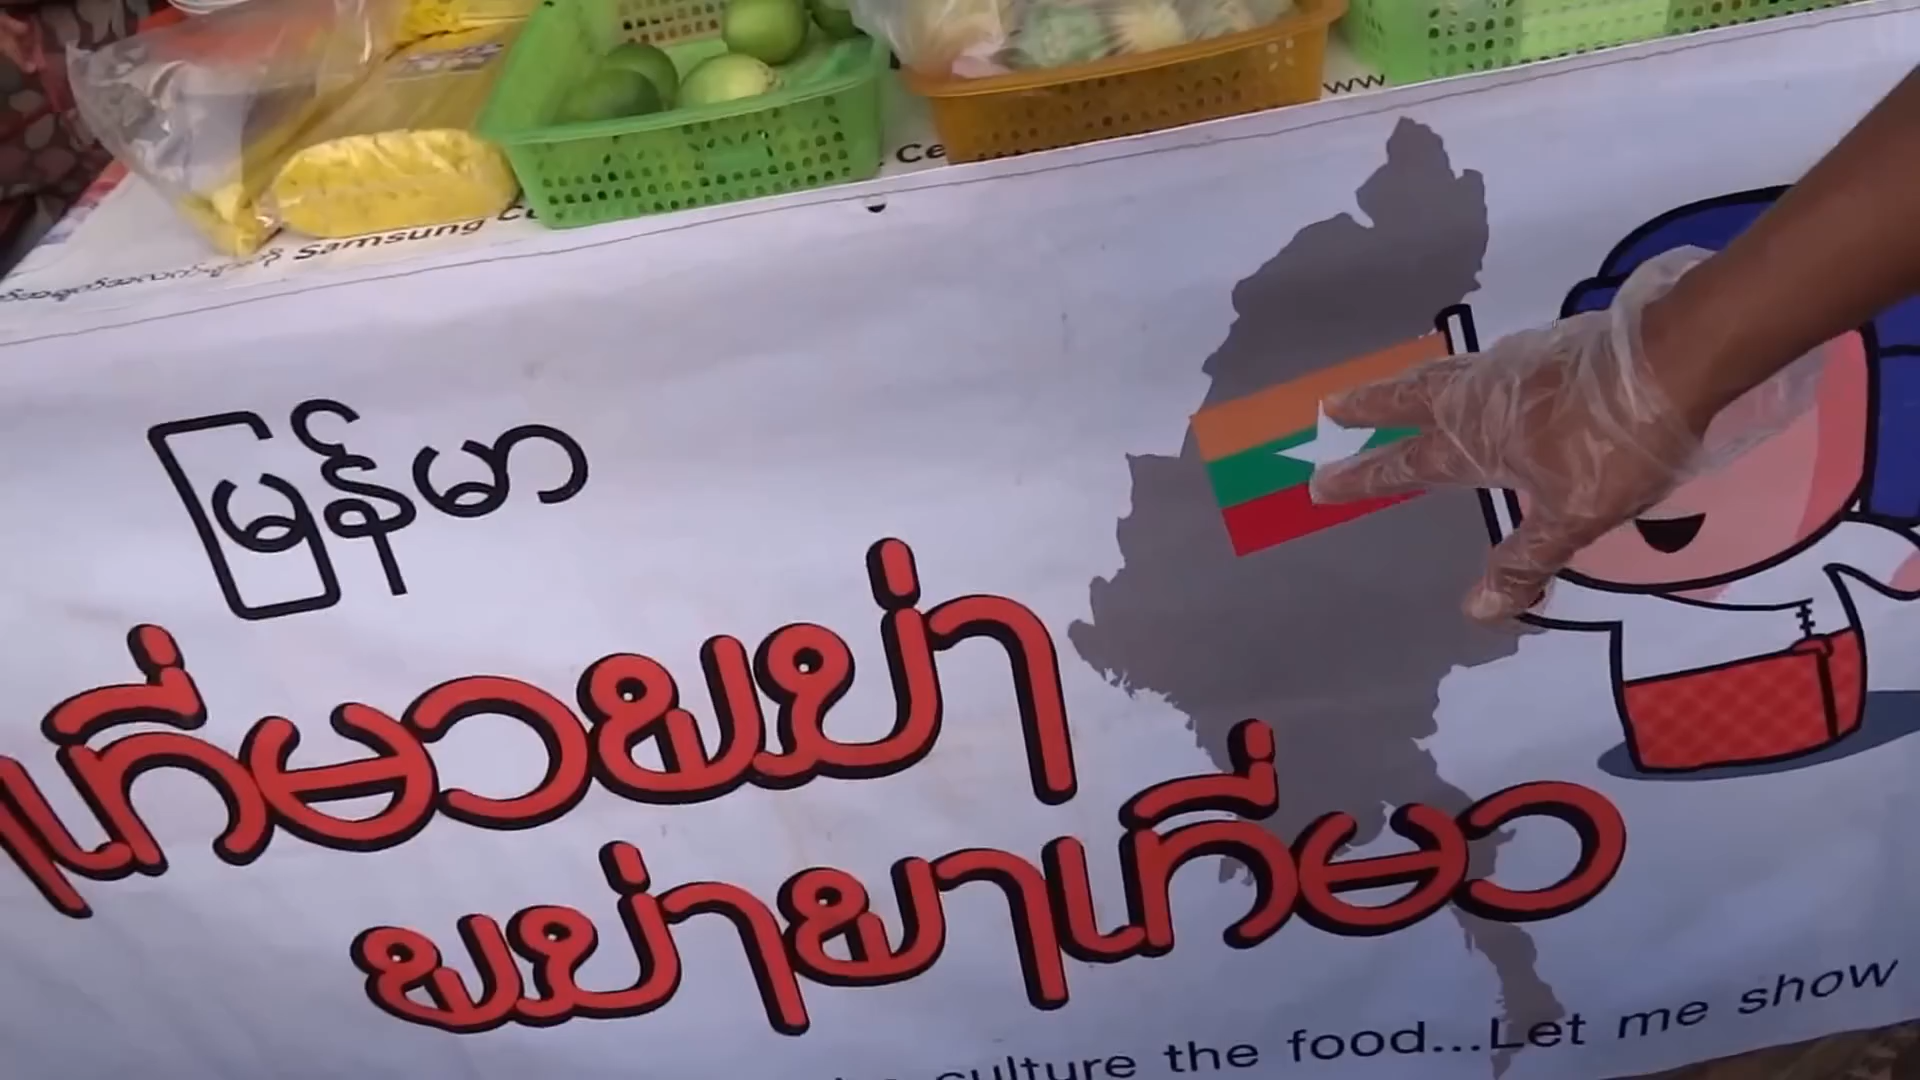 Samsung
မြန်မာ
เที่ยวพม่า
พม่าพาเที่ยว
culture the food...Let me show